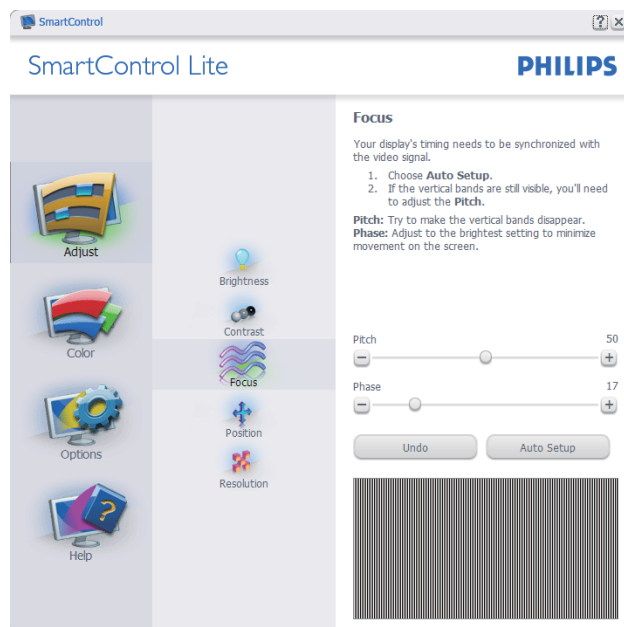 SmartControl
?
SmartControl Lite
PHILIPS
Adjust
Color
Options
Help
Brightness
Contrast
Focus
Position
Resolution
Focus
Your display's timing needs to be synchronized with
the video signal.
1. Choose Auto Setup.
2. If the vertical bands are still visible, you'll need
to adjust the Pitch.
Pitch: Try to make the vertical bands disappear.
Phase: Adjust to the brightest setting to minimize
movement on the screen.
Pitch 50
Phase 17
Undo Auto Setup